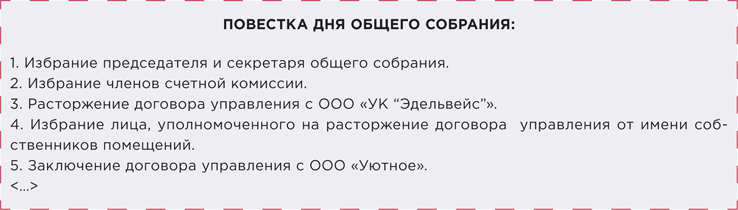 ПОВЕСТКА ДНЯ ОБЩЕГО СОБРАНИЯ:
1. Избрание председателя и секретаря общего собрания.
2. Избрание членов счетной комиссии.
3. Расторжение договора управления с ООО «УК “Эдельвейс”».
4. Избрание лица, уполномоченного на расторжение договора управления от имени соб-
ственников помещений.
5. Заключение договора управления с ООО «Уютное».
<...>